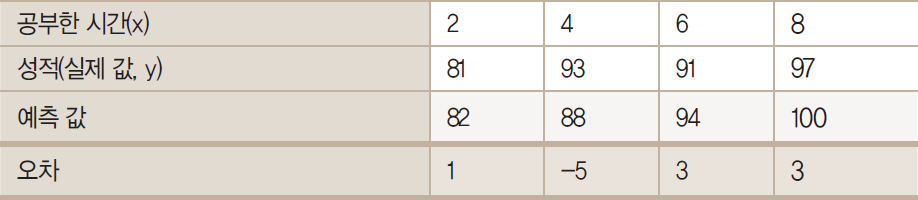 공부한 시간(x) 2 4 6 8
성적(실제 값, y) 81 93 91 97
예측 값 82 88 94 100
오차 1 -5 3 3